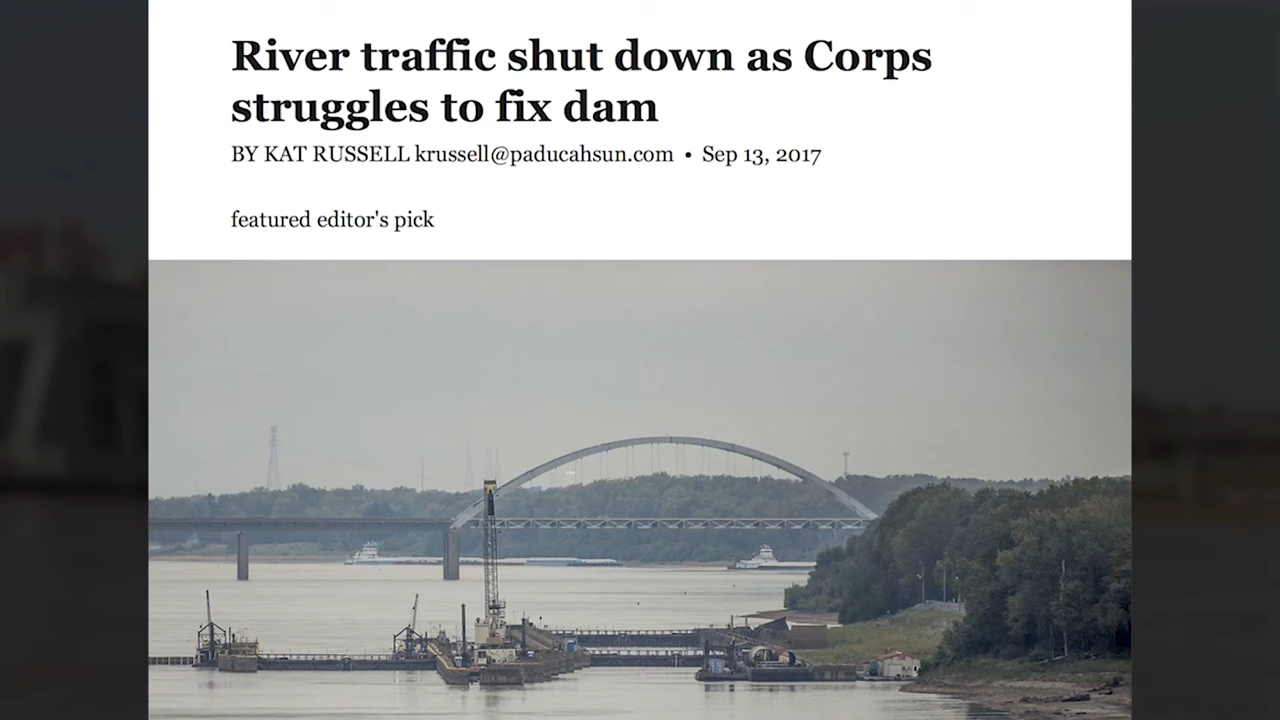 River traffic shut down as Corps
struggles to fix dam
BY KAT RUSSELL krussell@paducahsun.com • Sep 13, 2017
featured editor's pick